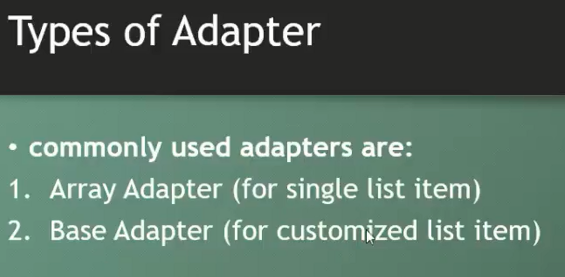 Types of Adapter
• commonly used adapters are:
1. Array Adapter (for single list item)
2. Base Adapter (for customized list item)